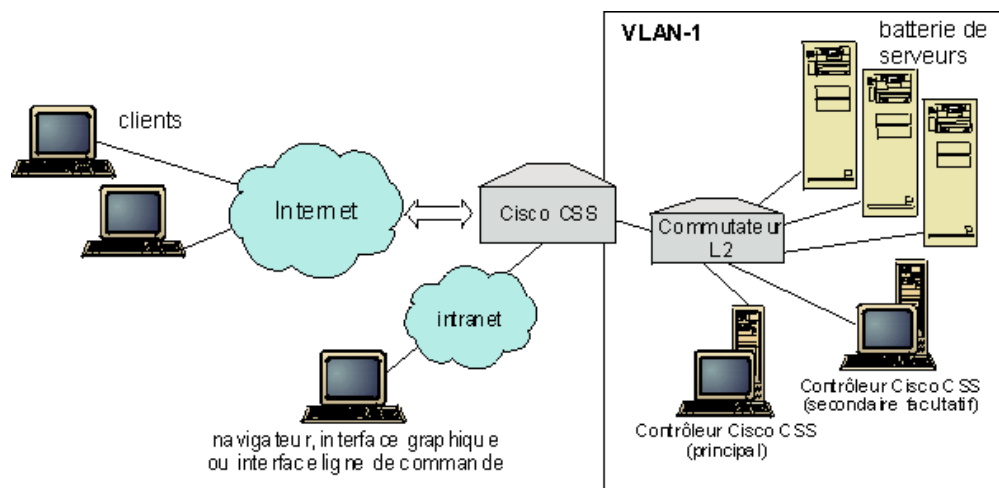 VLAN-1
batterie de
serveurs
clients
Internet
Cisco CSS
Commutateur
L2
intranet
Contrôleur Cisco CSS
(secondaire facultatif)
Contrôleur Cisco CSS
(principal)
navigateur, interface graphique
ou interface ligne de commande